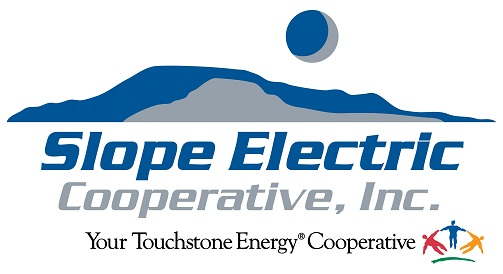 Slope Electric
Cooperative, Inc.
Your Touchstone Energy® Cooperative